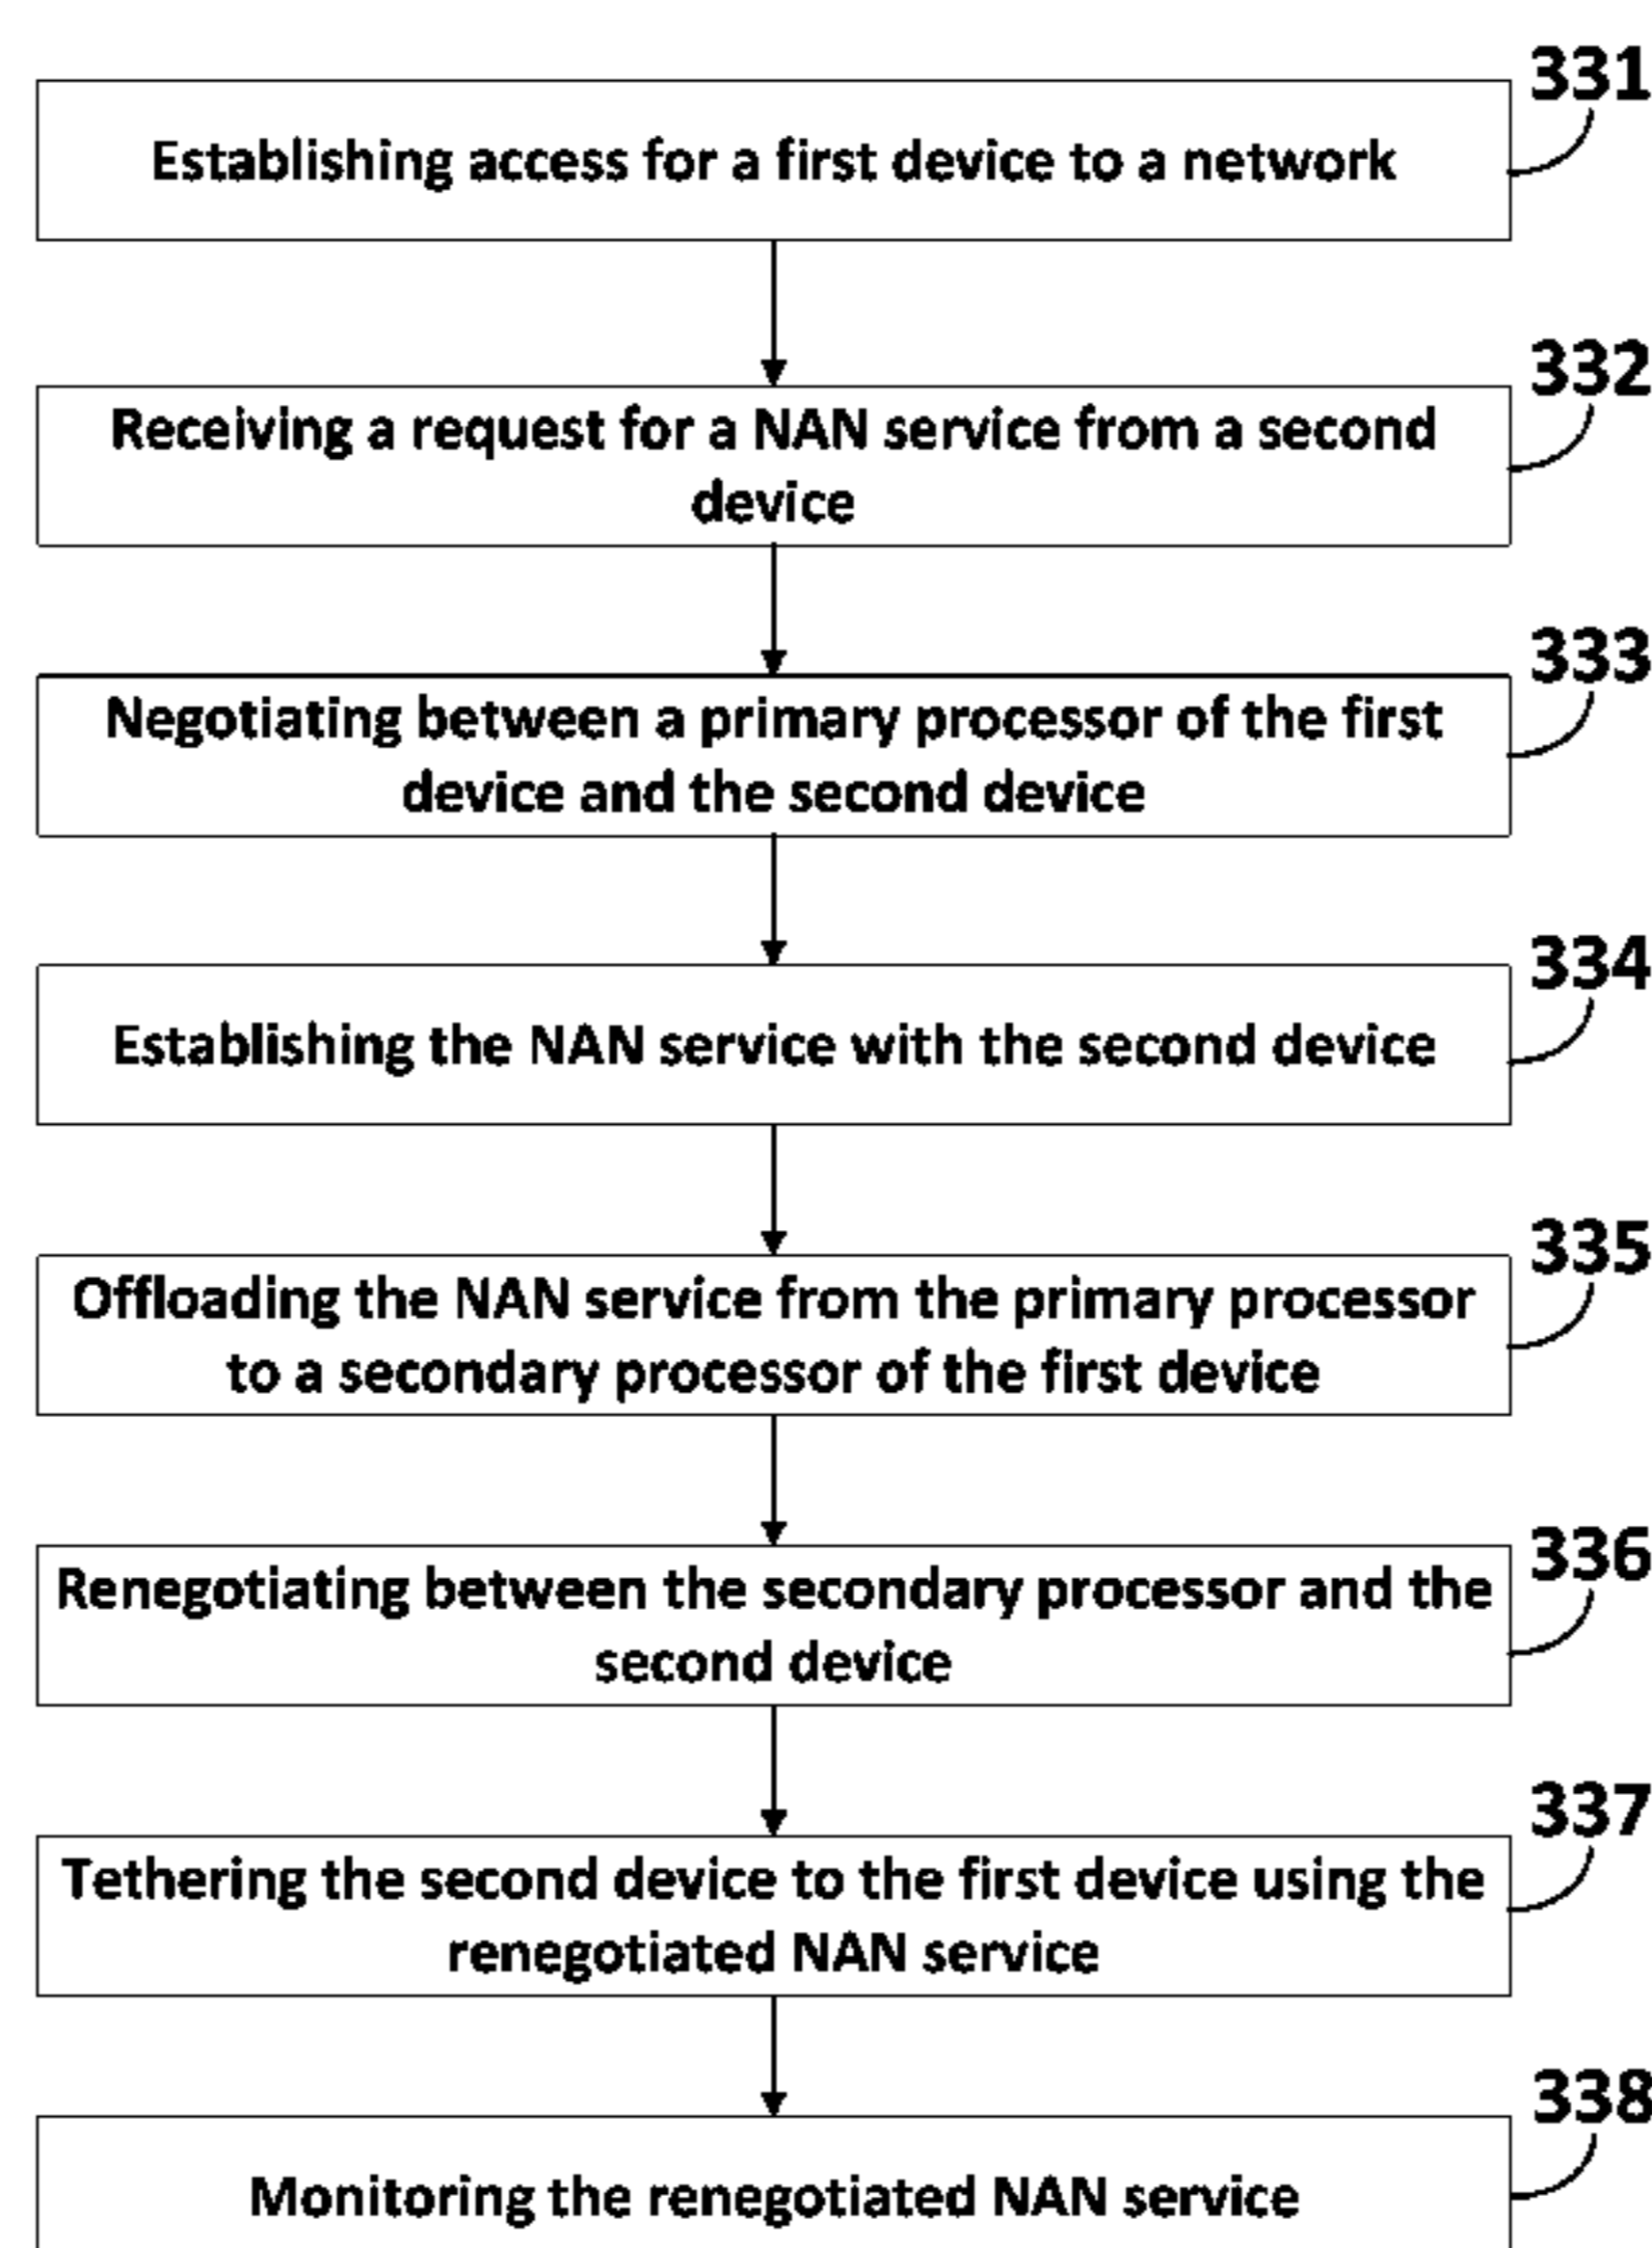 331
Establishing access for a first device to a network
332
Receiving a request for a NAN service from a second
device
333
Negotiating between a primary processor of the first
device and the second device
334
Establishing the NAN service with the second device
335
Offloading the NAN service from the primary processor
to a secondary processor of the first device
336
Renegotiating between the secondary processor and the
second device
337
Tethering the second device to the first device using the
renegotiated NAN service
338
Monitoring the renegotiated NAN service